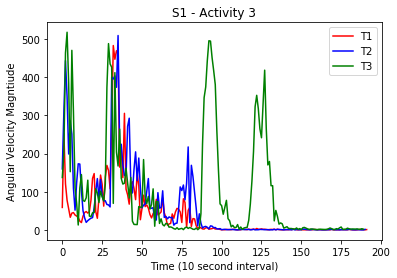 S1 - Activity 3
T1
T2
T3
Angular Velocity Magntiude
500
400
300
200
100
0
0 25 50 75 100 125 150 175 200
Time (10 second interval)